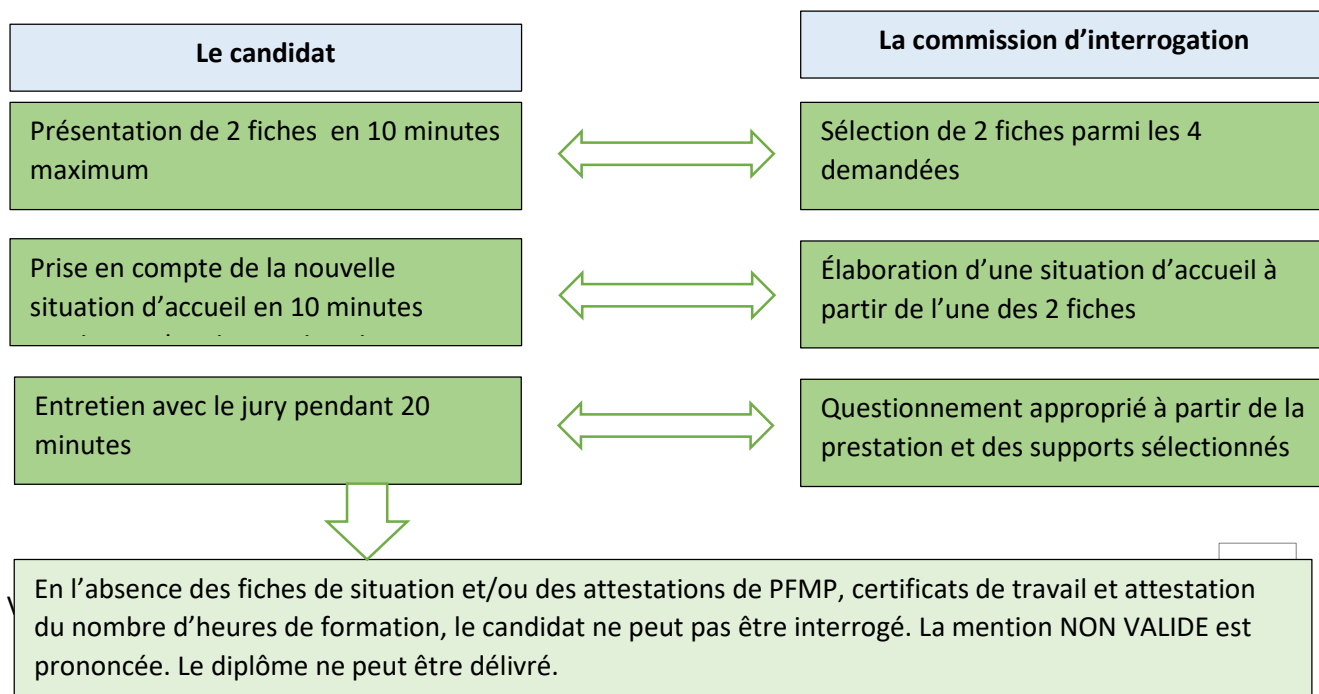 Le candidat
La commission d’interrogation
Présentation de 2 fiches en 10 minutes
maximum
Sélection de 2 fiches parmi les 4
demandées
Prise en compte de la nouvelle
situation d’accueil en 10 minutes
Élaboration d’une situation d’accueil à
partir de l’une des 2 fiches
Entretien avec le jury pendant 20
minutes
Questionnement approprié à partir de la
prestation et des supports sélectionnés
En l’absence des fiches de situation et/ou des attestations de PFMP, certificats de travail et attestation
du nombre d’heures de formation, le candidat ne peut pas être interrogé. La mention NON VALIDE est
prononcée. Le diplôme ne peut être délivré.